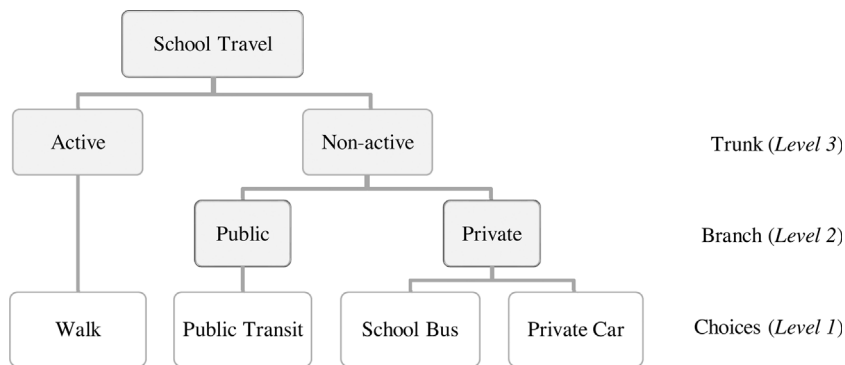 School Travel
Active
Non-active
Trunk (Level 3)
Public
Private
Branch (Level 2)
Walk
Public Transit
School Bus
Private Car
Choices (Level 1)